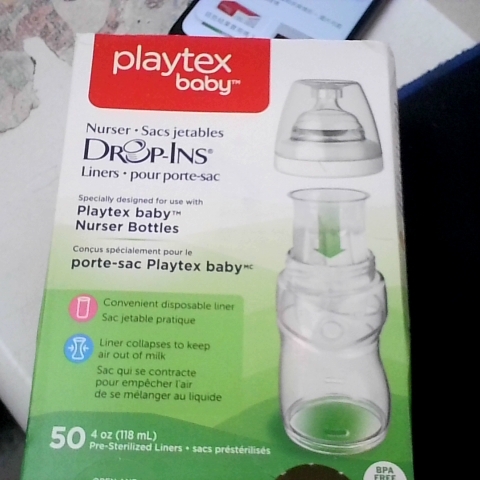 playtex
baby™
Nurser • Sacs jetables
DROP-INS®
Liners • pour porte-sac
Specially designed for use with
Playtex baby™
Nurser Bottles
Conçus spécialement pour le
porte-sac Playtex baby MC
Convenient disposable liner
Sac jetable pratique
Liner collapses to keep
air out of milk
Sac qui se contracte
pour empêcher l'air
de se mélanger au liquide
50 4 oz (118 mL)
Pre-Sterilized Liners • sacs préstérilisés
BPA
FREE